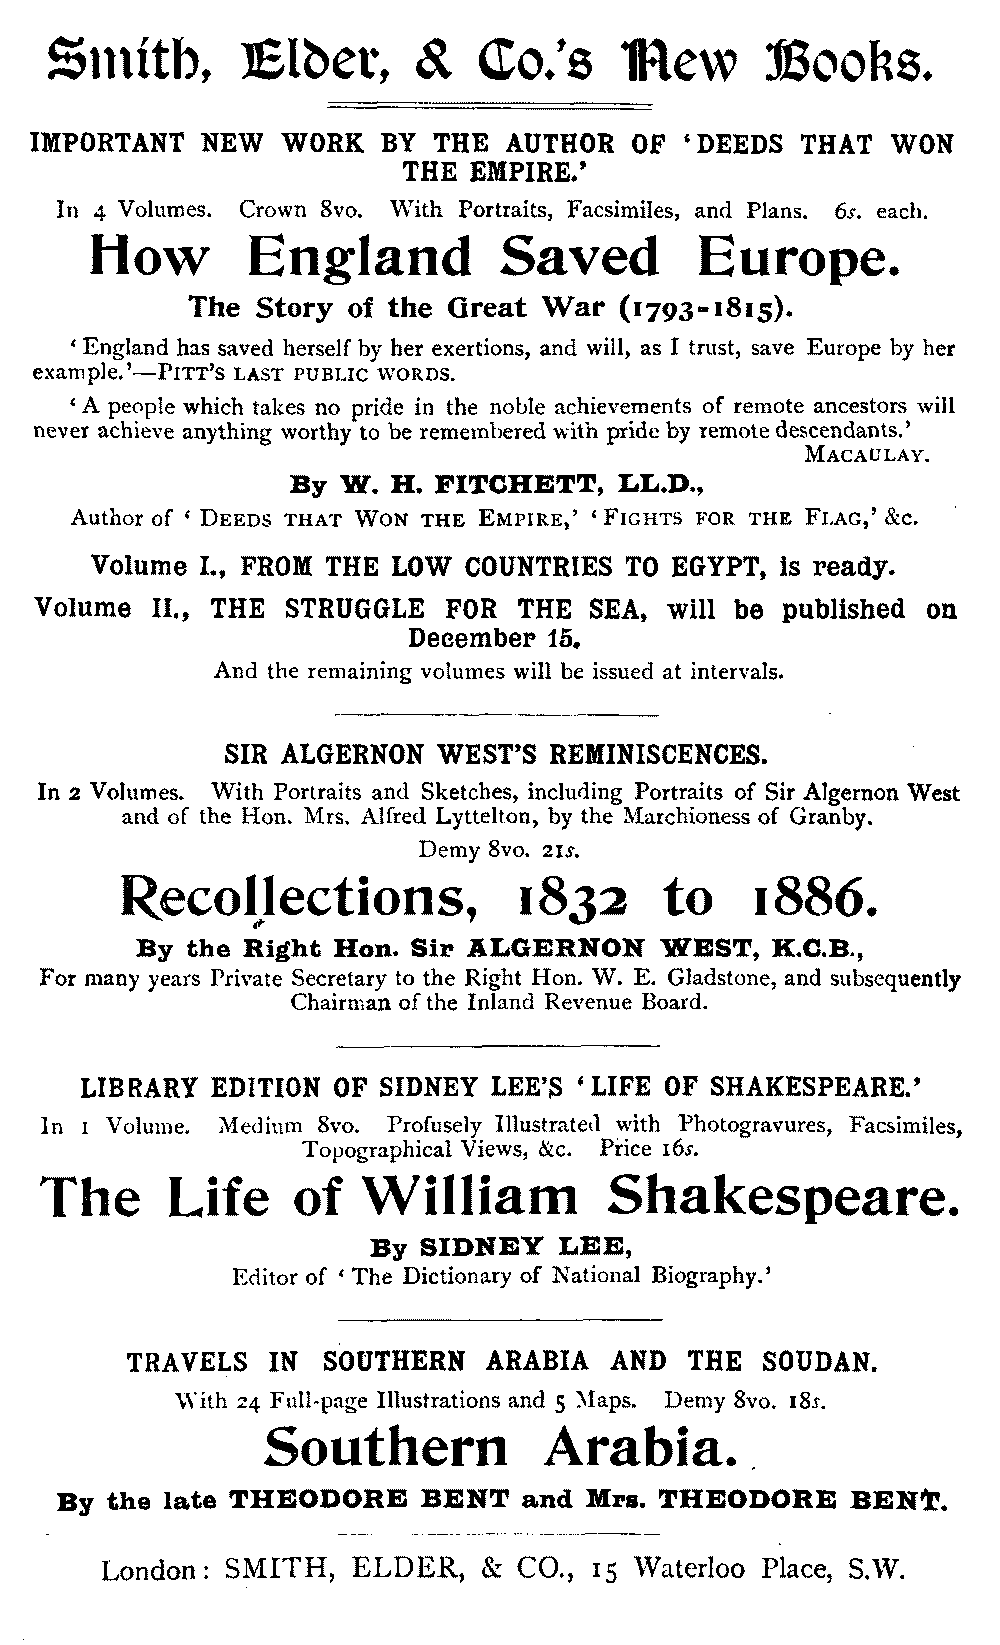 Smith, Elder, & Co.'s New Books.
IMPORTANT NEW WORK BY THE AUTHOR OF ‘DEEDS THAT WON
THE EMPIRE.’
In 4 Volumes. Crown 8vo. With Portraits, Facsimiles, and Plans. 6s. each.
How England Saved Europe.
The Story of the Great War (1793-1815).
‘England has saved herself by her exertions, and will, as I trust, save Europe by her
example.’—PITT'S LAST PUBLIC WORDS.
‘A people which takes no pride in the noble achievements of remote ancestors will
never achieve anything worthy to be remembered with pride by remote descendants.’
MACAULAY.
By W. H. FITCHETT, LL.D.,
Author of ‘DEEDS THAT WON THE EMPIRE,’ ‘FIGHTS FOR THE FLAG,’ &c.
Volume I., FROM THE LOW COUNTRIES TO EGYPT, is ready.
Volume II., THE STRUGGLE FOR THE SEA, will be published on
December 15.
And the remaining volumes will be issued at intervals.
SIR ALGERNON WEST'S REMINISCENCES.
In 2 Volumes. With Portraits and Sketches, including Portraits of Sir Algernon West
and of the Hon. Mrs. Alfred Lyttelton, by the Marchioness of Granby.
Demy 8vo. 21s.
Recollections, 1832 to 1886.
By the Right Hon. Sir ALGERNON WEST, K.C.B.,
For many years Private Secretary to the Right Hon. W. E. Gladstone, and subsequently
Chairman of the Inland Revenue Board.
LIBRARY EDITION OF SIDNEY LEE'S ‘LIFE OF SHAKESPEARE.’
In 1 Volume. Medium 8vo. Profusely Illustrated with Photogravures, Facsimiles,
Topographical Views, &c. Price 16s.
The Life of William Shakespeare.
By SIDNEY LEE,
Editor of ‘The Dictionary of National Biography.’
TRAVELS IN SOUTHERN ARABIA AND THE SOUDAN.
With 24 Full-page Illustrations and 5 Maps. Demy 8vo. 18s.
Southern Arabia.
By the late THEODORE BENT and Mrs. THEODORE BENT.
London: SMITH, ELDER, & CO., 15 Waterloo Place, S.W.